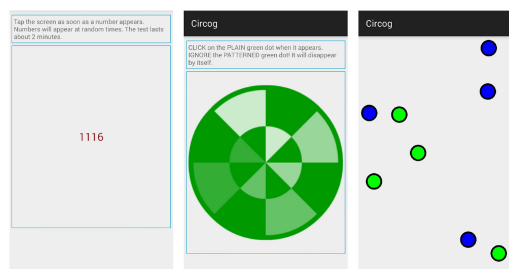 Tap the screen as soon as a number appears.
Numbers will appear at random times. The test lasts
about 2 minutes.
1116
Circog
CLICK on the PLAIN green dot when it appears.
IGNORE the PATTERNED green dot! It will disappear
by itself.
Circog